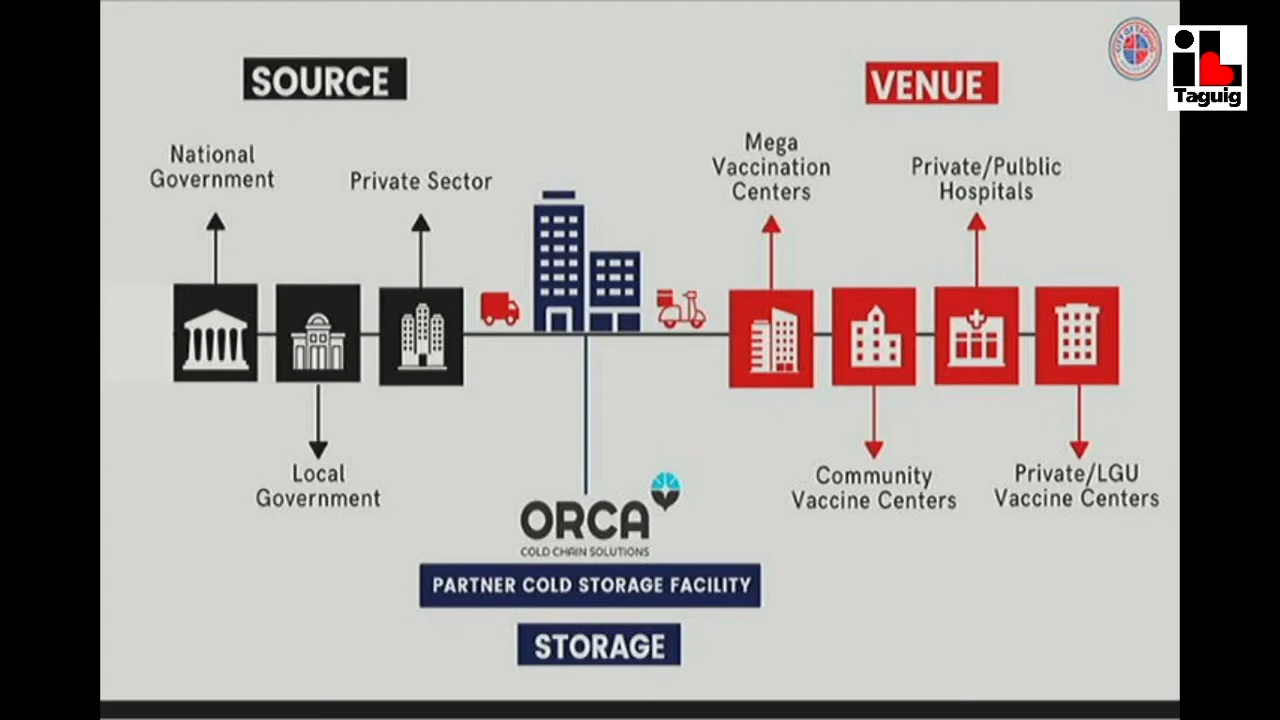 SOURCE
VENUE
iL
Taguig
National
Government
Private Sector
Mega
Vaccination
Centers
Private/Pulblic
Hospitals
Local
Government
Community
Vaccine Centers
Private/LGU
Vaccine Centers
ORCA
COLD CHAIN SOLUTIONS
PARTNER COLD STORAGE FACILITY
STORAGE